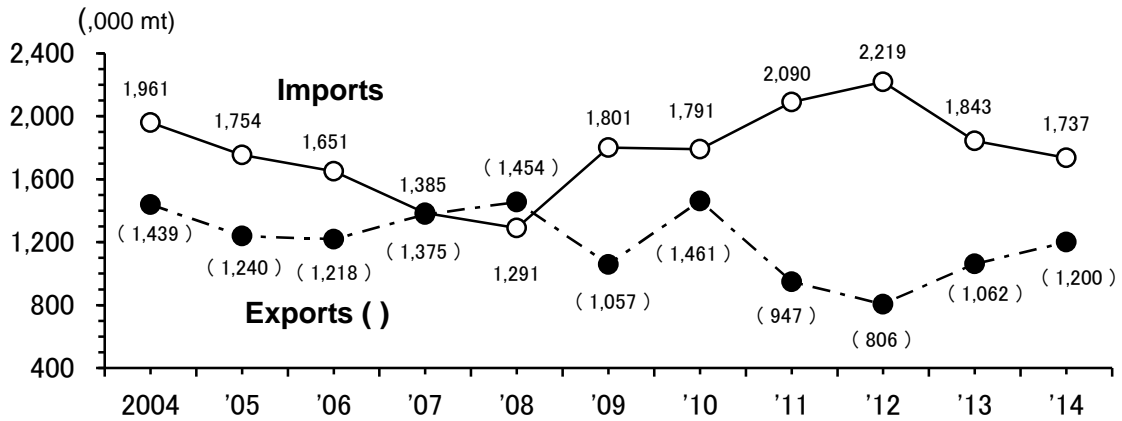 (,000 mt)
2,400
2,000
1,600
1,200
800
400
Imports
Exports ( )
1,961
1,754
1,651
1,385
1,291
1,801
1,791
2,090
2,219
1,843
1,737
( 1,439 )
( 1,240 )
( 1,218 )
( 1,375 )
( 1,454 )
( 1,057 )
( 1,461 )
( 947 )
( 806 )
( 1,062 )
( 1,200 )
2004 '05 '06 '07 '08 '09 '10 '11 '12 '13 '14